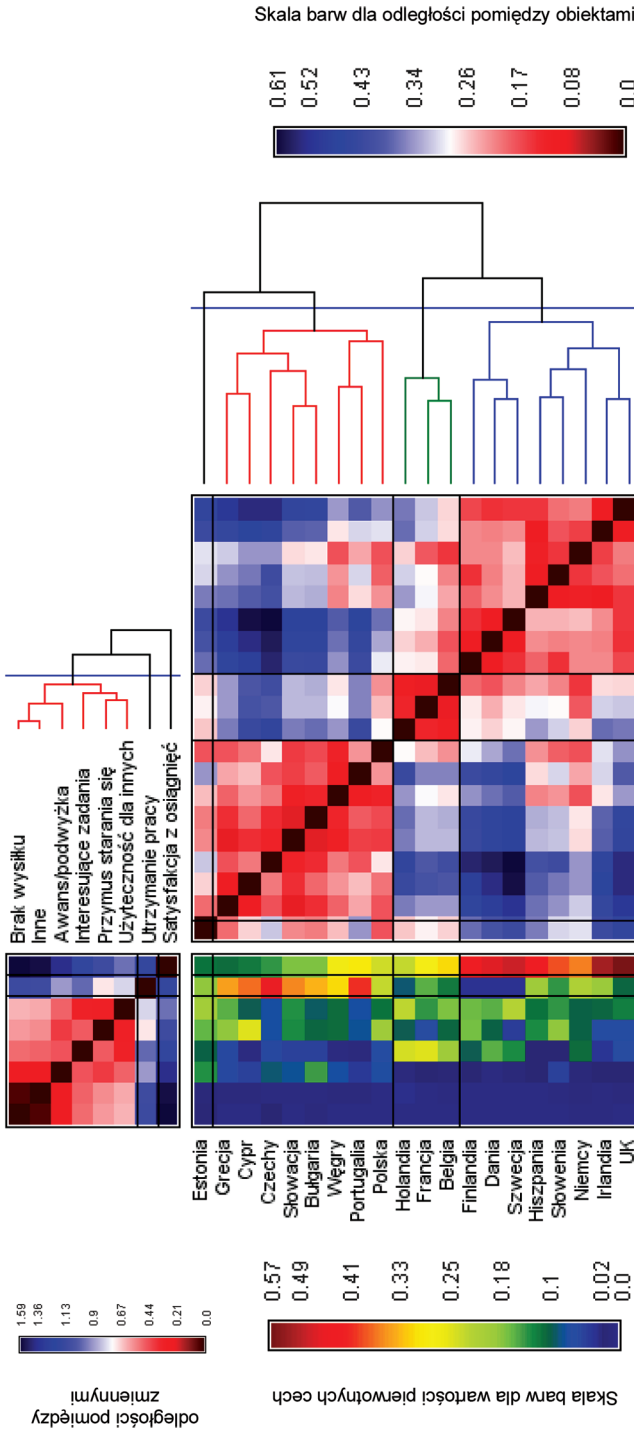 Skala barw dla odległości pomiędzy obiektami
0.61
0.52
0.43
0.34
0.26
0.17
0.08
0.0
Brak wysiłku
Inne
Awans/podwyżka
Interesujące zadania
Przymus starania się
Użyteczność dla innych
Utrzymanie pracy
Satysfakcja z osiągnięć
Estonia
Grecja
Cypr
Czechy
Słowacja
Bułgaria
Węgry
Portugalia
Polska
Holandia
Francja
Belgia
Finlandia
Dania
Szwecja
Hiszpania
Słowenia
Niemcy
Irlandia
UK
1.59
1.36
1.13
0.9
0.67
0.44
0.21
0.0
odległości pomiędzy
zmiennymi
0.57
0.49
0.41
0.33
0.25
0.18
0.1
0.02
0.0
Skala barw dla wartości pierwotnych cech